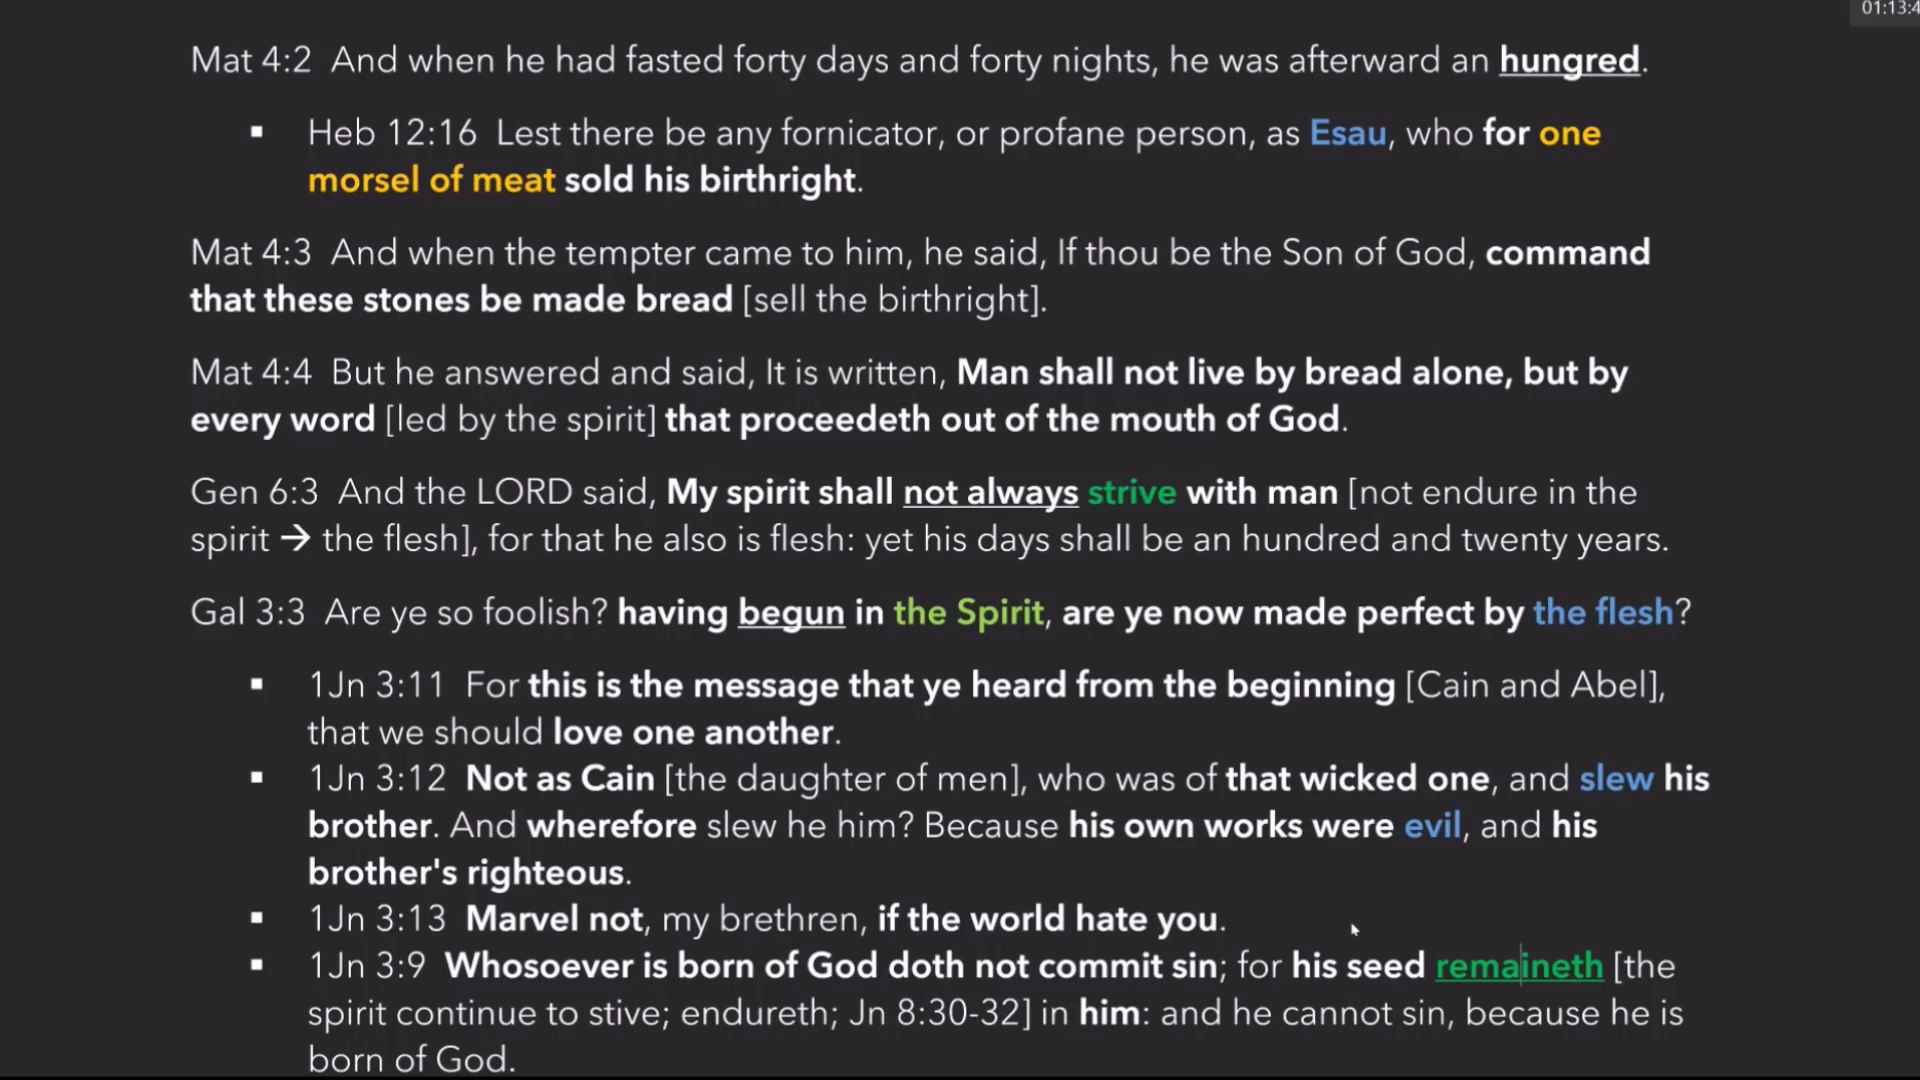 01:13:4
Mat 4:2 And when he had fasted forty days and forty nights, he was afterward an hungred.
▪ Heb 12:16 Lest there be any fornicator, or profane person, as Esau, who for one
morsel of meat sold his birthright.
Mat 4:3 And when the tempter came to him, he said, If thou be the Son of God, command
that these stones be made bread [sell the birthright].
Mat 4:4 But he answered and said, It is written, Man shall not live by bread alone, but by
every word [led by the spirit] that proceedeth out of the mouth of God.
Gen 6:3 And the LORD said, My spirit shall not always strive with man [not endure in the
spirit → the flesh], for that he also is flesh: yet his days shall be an hundred and twenty years.
Gal 3:3 Are ye so foolish? having begun in the Spirit, are ye now made perfect by the flesh?
▪ 1Jn 3:11 For this is the message that ye heard from the beginning [Cain and Abel],
that we should love one another.
▪ 1Jn 3:12 Not as Cain [the daughter of men], who was of that wicked one, and slew his
brother. And wherefore slew he him? Because his own works were evil, and his
brother's righteous.
▪ 1Jn 3:13 Marvel not, my brethren, if the world hate you.
▪ 1Jn 3:9 Whosoever is born of God doth not commit sin; for his seed remaineth [the
spirit continue to stive; endureth; Jn 8:30-32] in him: and he cannot sin, because he is
born of God.